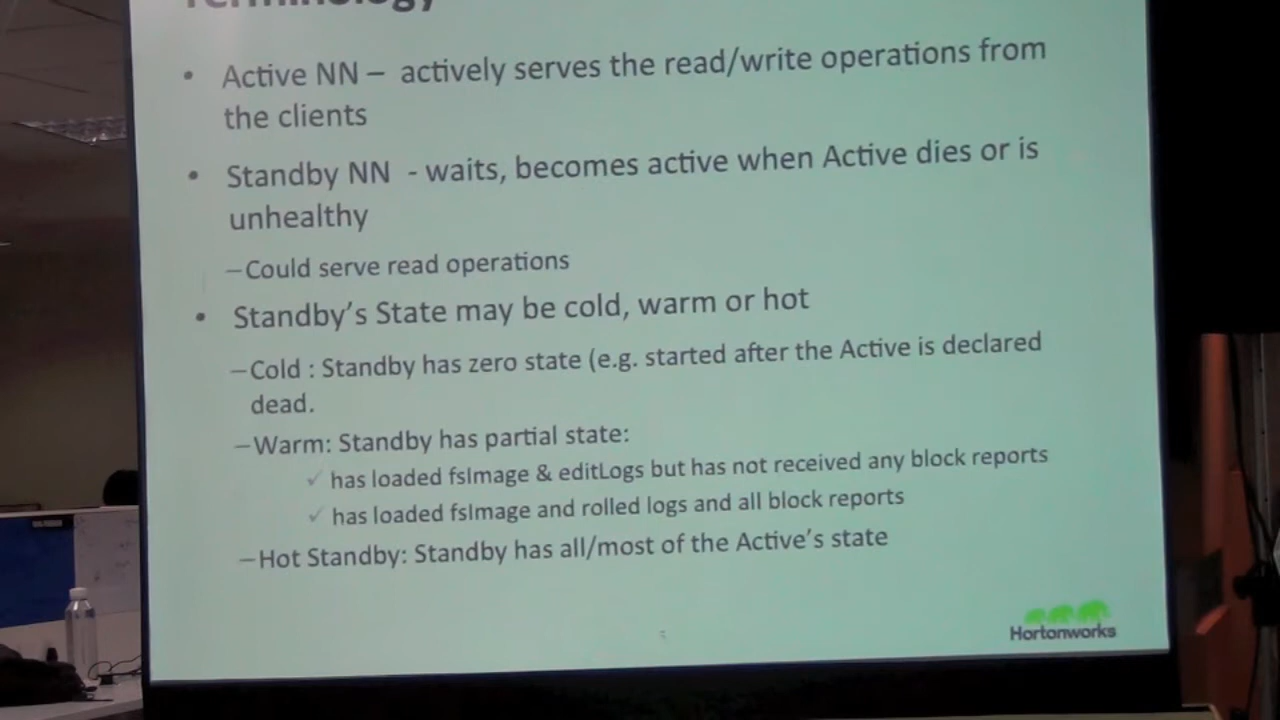 Terminology
• Active NN – actively serves the read/write operations from
the clients
• Standby NN - waits, becomes active when Active dies or is
unhealthy
–Could serve read operations
• Standby’s State may be cold, warm or hot
–Cold : Standby has zero state (e.g. started after the Active is declared
dead.
–Warm: Standby has partial state:
✓ has loaded fsImage & editLogs but has not received any block reports
✓ has loaded fsImage and rolled logs and all block reports
–Hot Standby: Standby has all/most of the Active’s state
Hortonworks